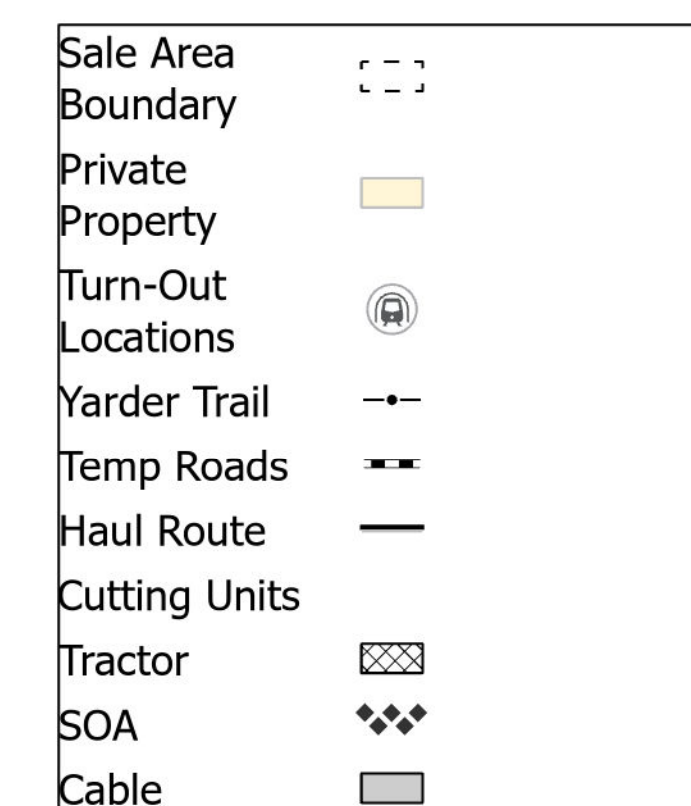 Sale Area
Boundary
Private
Property
Turn-Out
Locations
Yarder Trail
Temp Roads
Haul Route
Cutting Units
Tractor
SOA
Cable